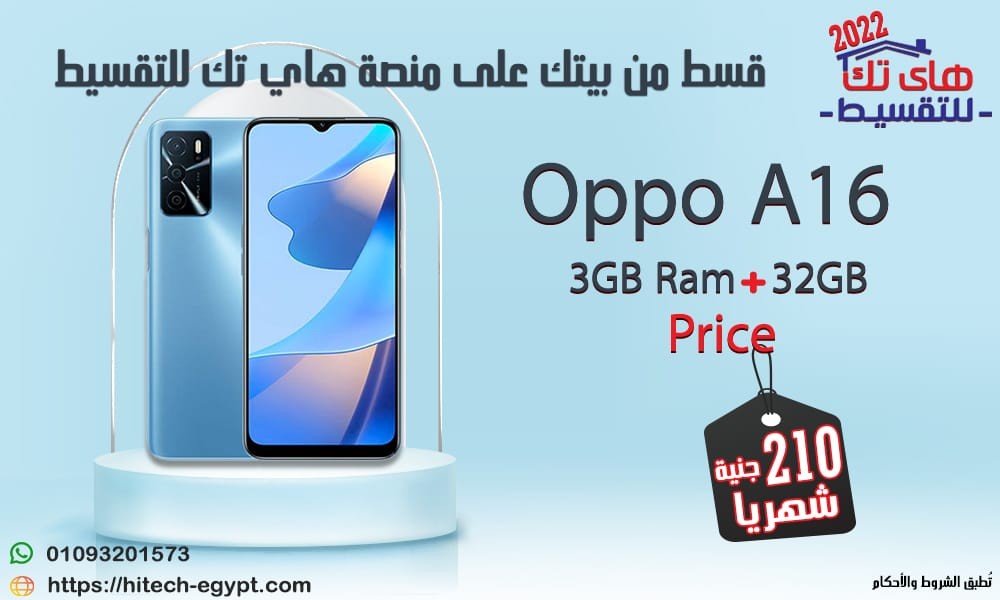 2022
هاى تك
- للتقسيط -
قسط من بيتك على منصة هاي تك للتقسيط
Oppo A16
3GB Ram + 32GB
Price
210 جنية
شهريا
01093201573
https://hitech-egypt.com
تُطبق الشروط والأحكام